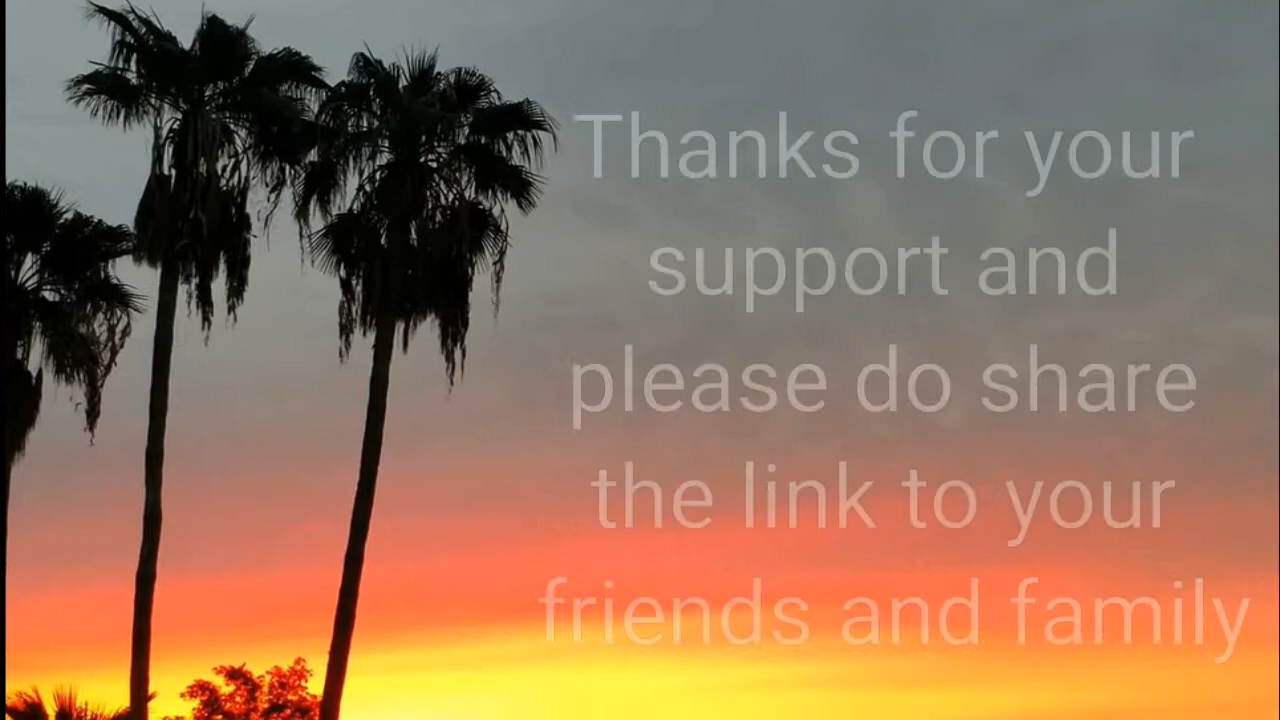 Thanks for your
support and
please do share
the link to your
friends and family